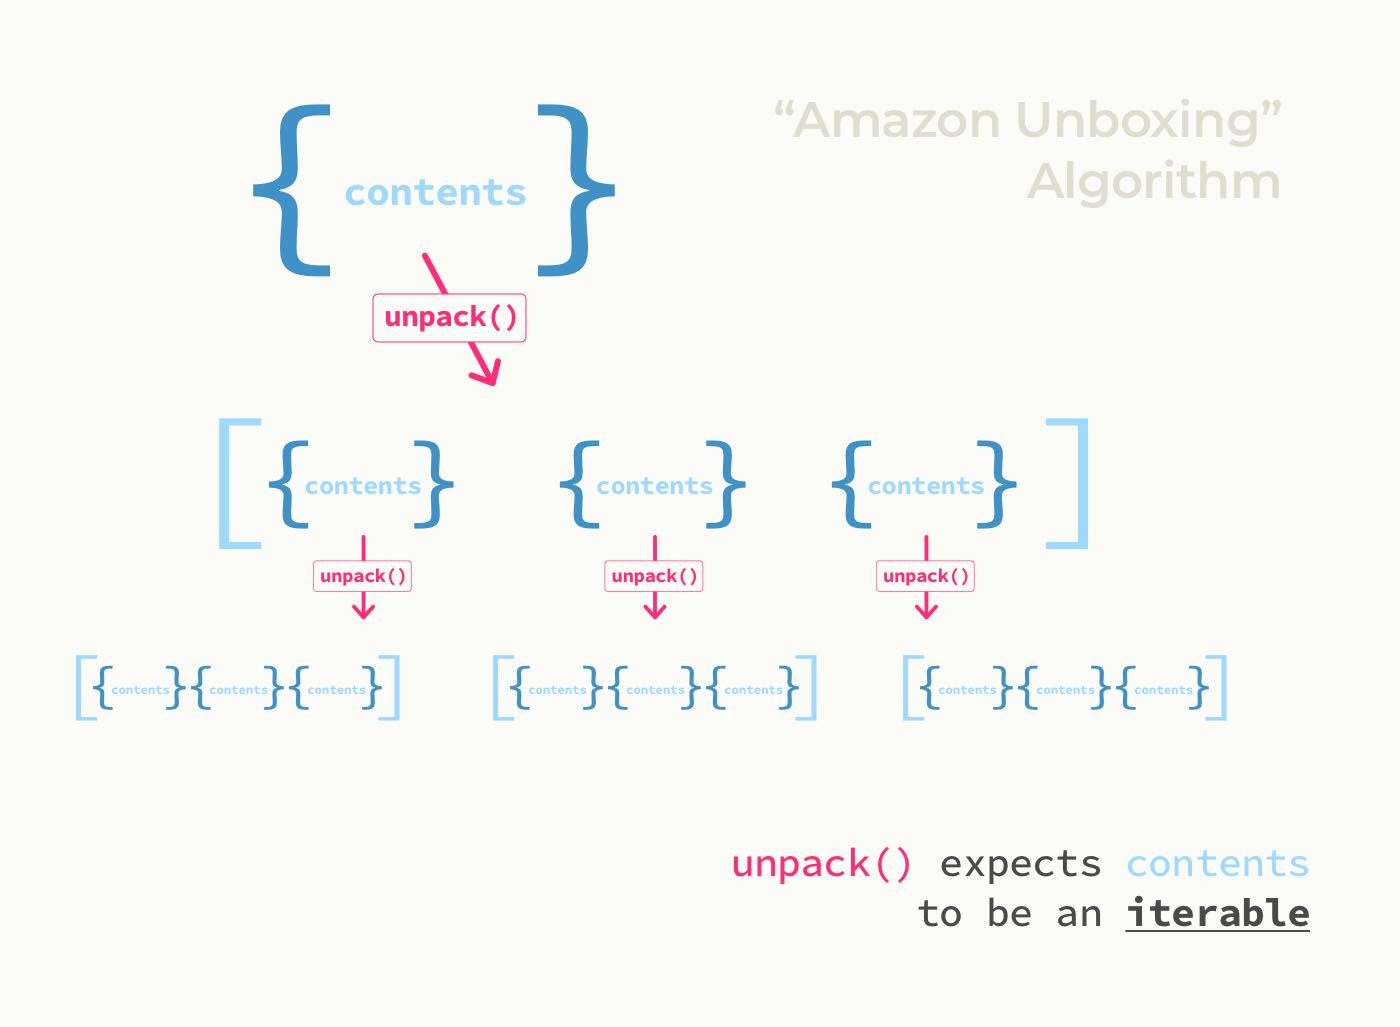 “Amazon Unboxing”
Algorithm
{ contents }
unpack()
[ {contents} {contents} {contents} ]
unpack() unpack() unpack()
[{contents}{contents}{contents}] [{contents}{contents}{contents}] [{contents}{contents}{contents}]
unpack() expects contents
to be an iterable